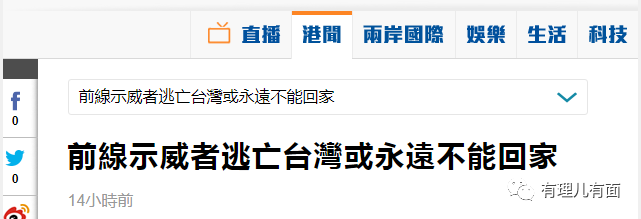 直播 港聞 兩岸國際 娛樂 生活 科技
前線示威者逃亡台灣或永遠不能回家
0
前線示威者逃亡台灣或永遠不能回家
0
14小時前
有理儿有面